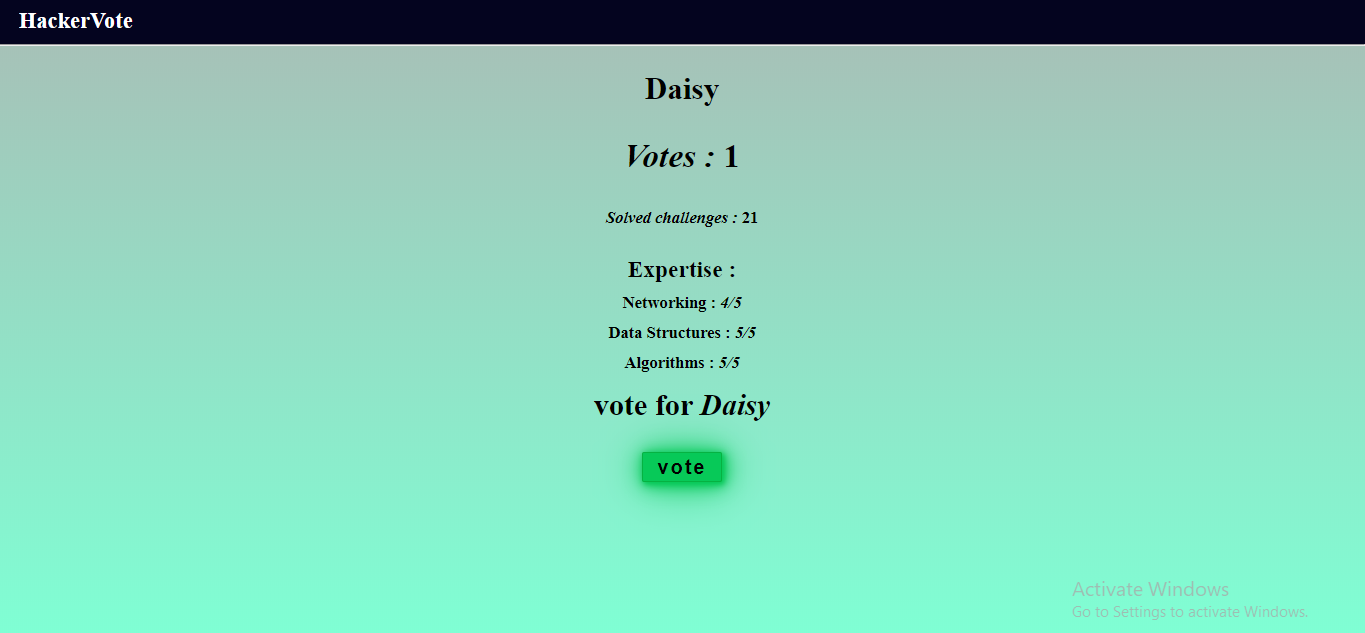 HackerVote
Daisy
Votes : 1
Solved challenges : 21
Expertise :
Networking : 4/5
Data Structures : 5/5
Algorithms : 5/5
vote for Daisy
vote
Activate Windows
Go to Settings to activate Windows.